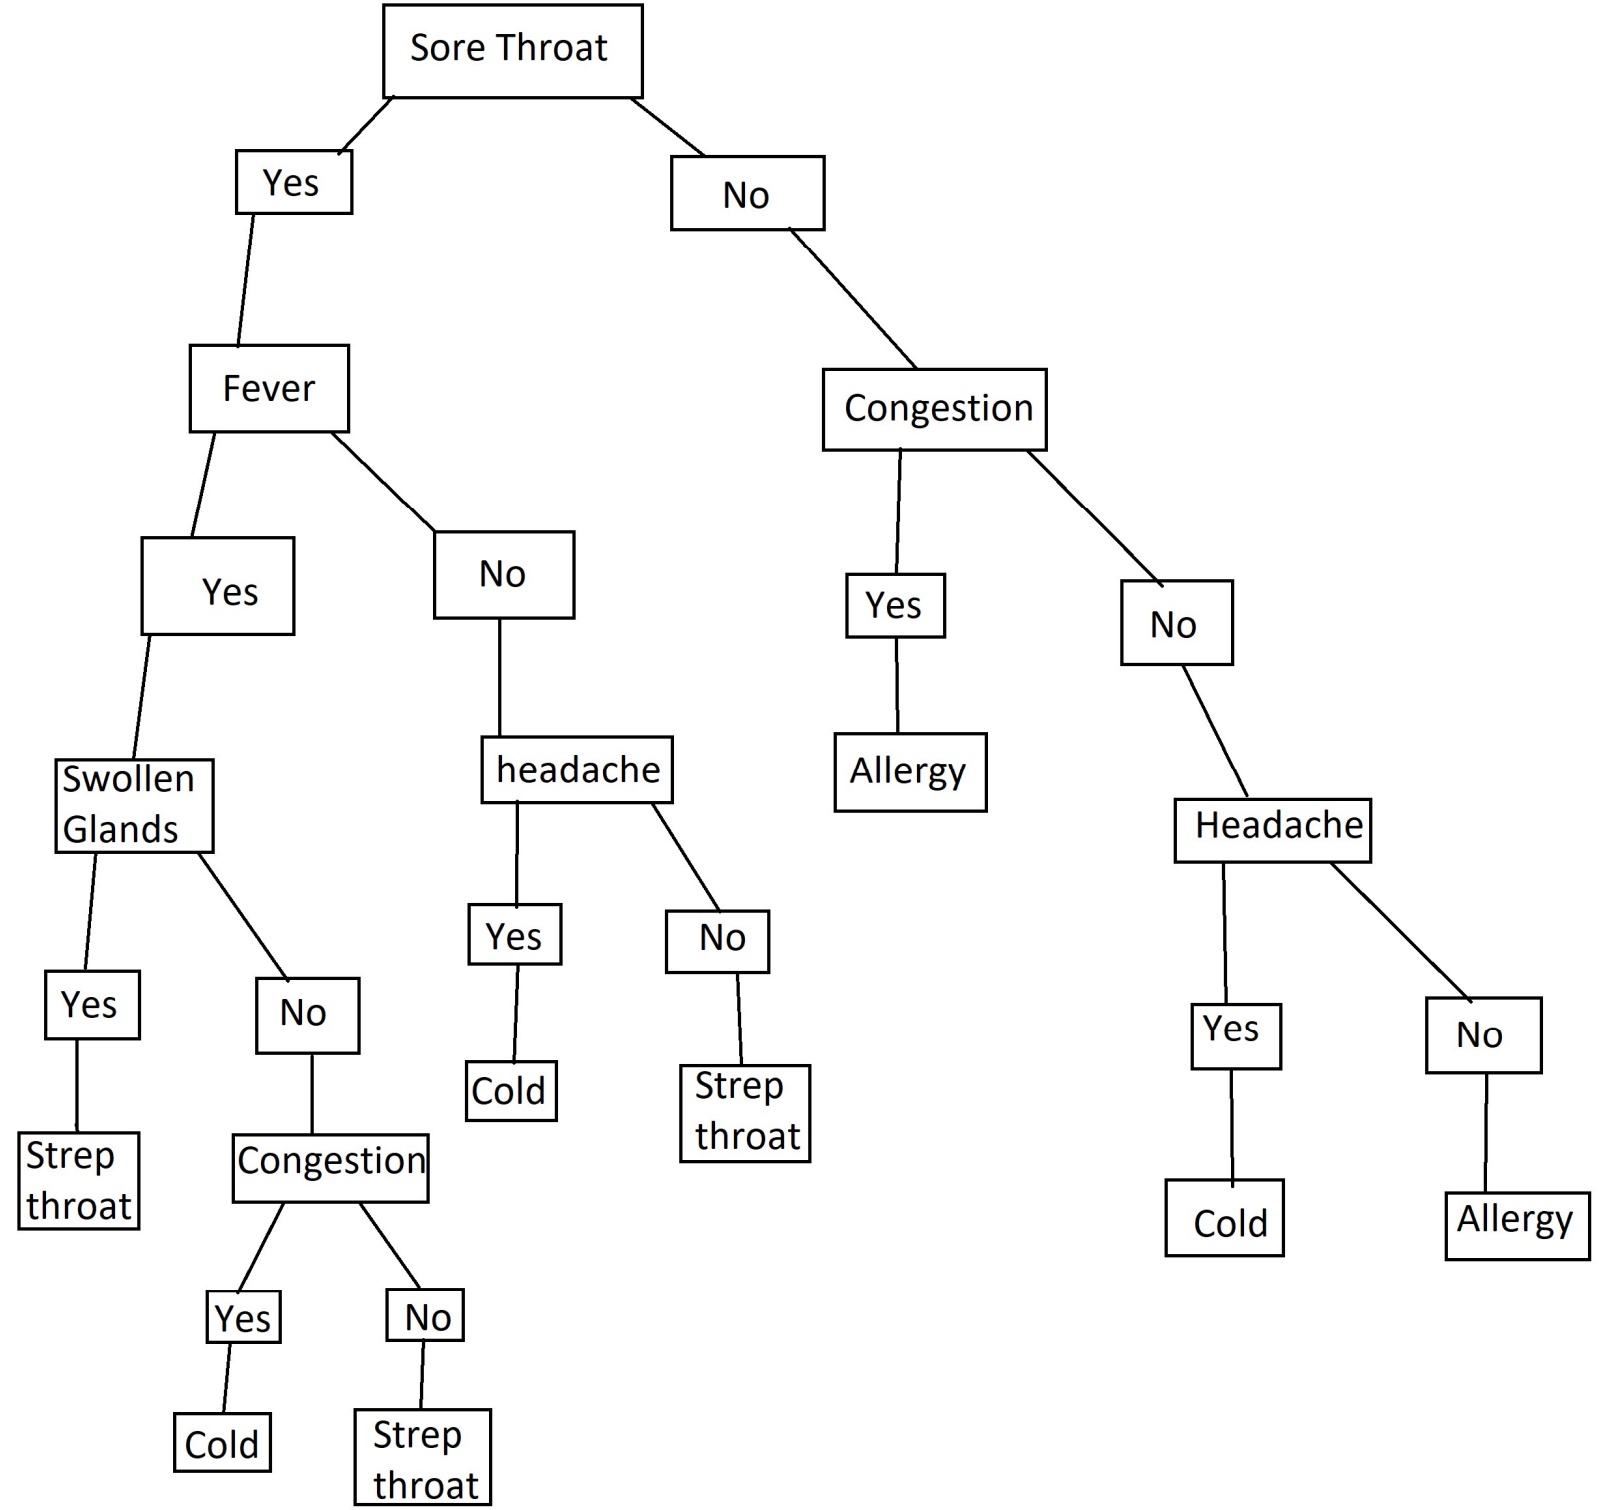 Sore Throat
Yes
No
Fever
Congestion
Yes
No
Yes
No
Swollen
Glands
headache
Allergy
Headache
Yes
No
Yes
No
Yes
No
Strep
throat
Congestion
Cold
Strep
throat
Cold
Allergy
Yes
No
Cold
Strep
throat